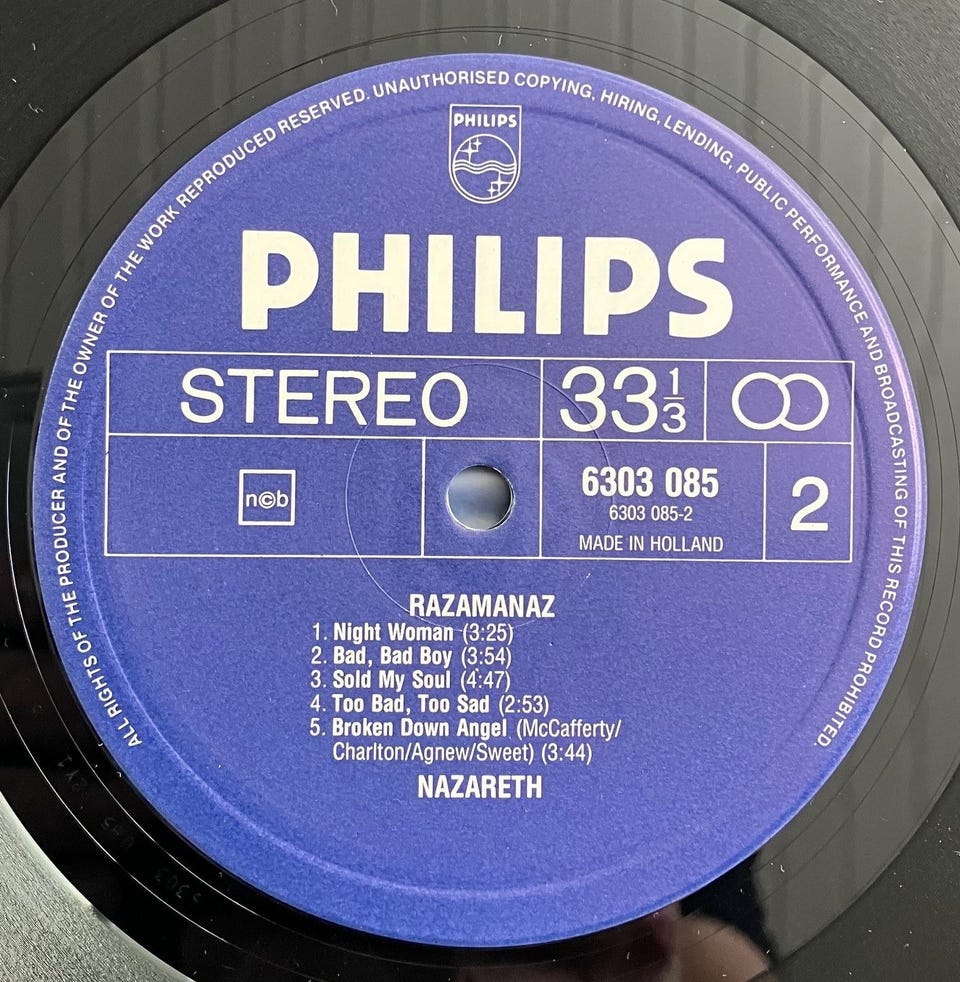 ALL RIGHTS OF THE PRODUCER AND OF THE OWNER OF THE WORK REPRODUCED RESERVED. UNAUTHORISED COPYING, HIRING, LENDING, PUBLIC PERFORMANCE AND BROADCASTING OF THIS RECORD PROHIBITED.
PHILIPS
PHILIPS
STEREO
33 1/3
ncb
6303 085
6303 085-2
MADE IN HOLLAND
2
RAZAMANAZ
1. Night Woman (3:25)
2. Bad, Bad Boy (3:54)
3. Sold My Soul (4:47)
4. Too Bad, Too Sad (2:53)
5. Broken Down Angel (McCafferty/
Charlton/Agnew/Sweet) (3:44)
NAZARETH